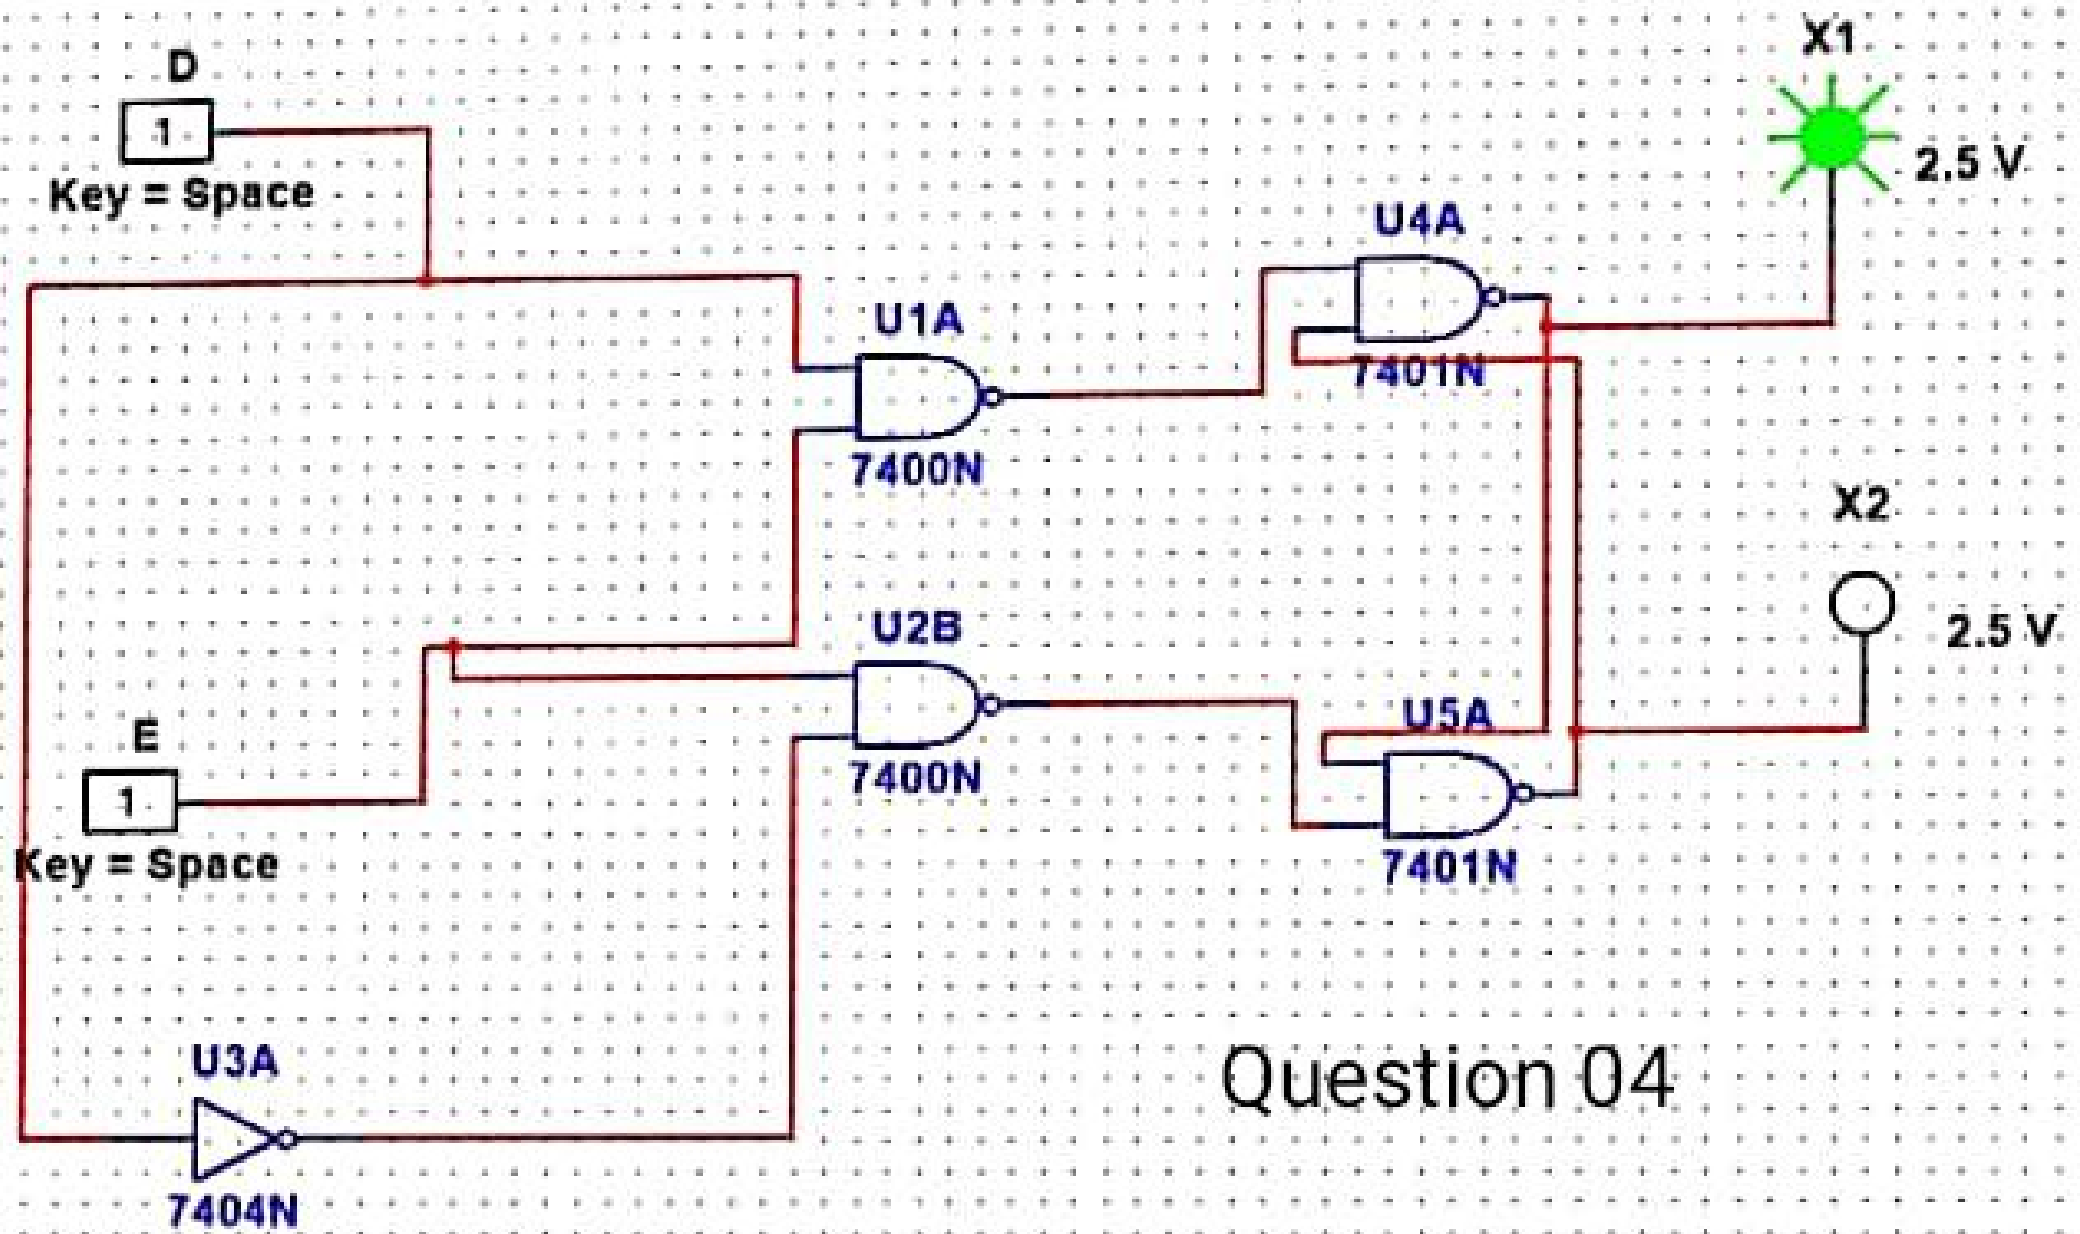 X1
D
1
Key = Space
2.5 V
U4A
U1A
7401N
7400N
X2
U2B
2.5 V
E
U5A
1
7400N
Key = Space
7401N
U3A
Question 04
7404N